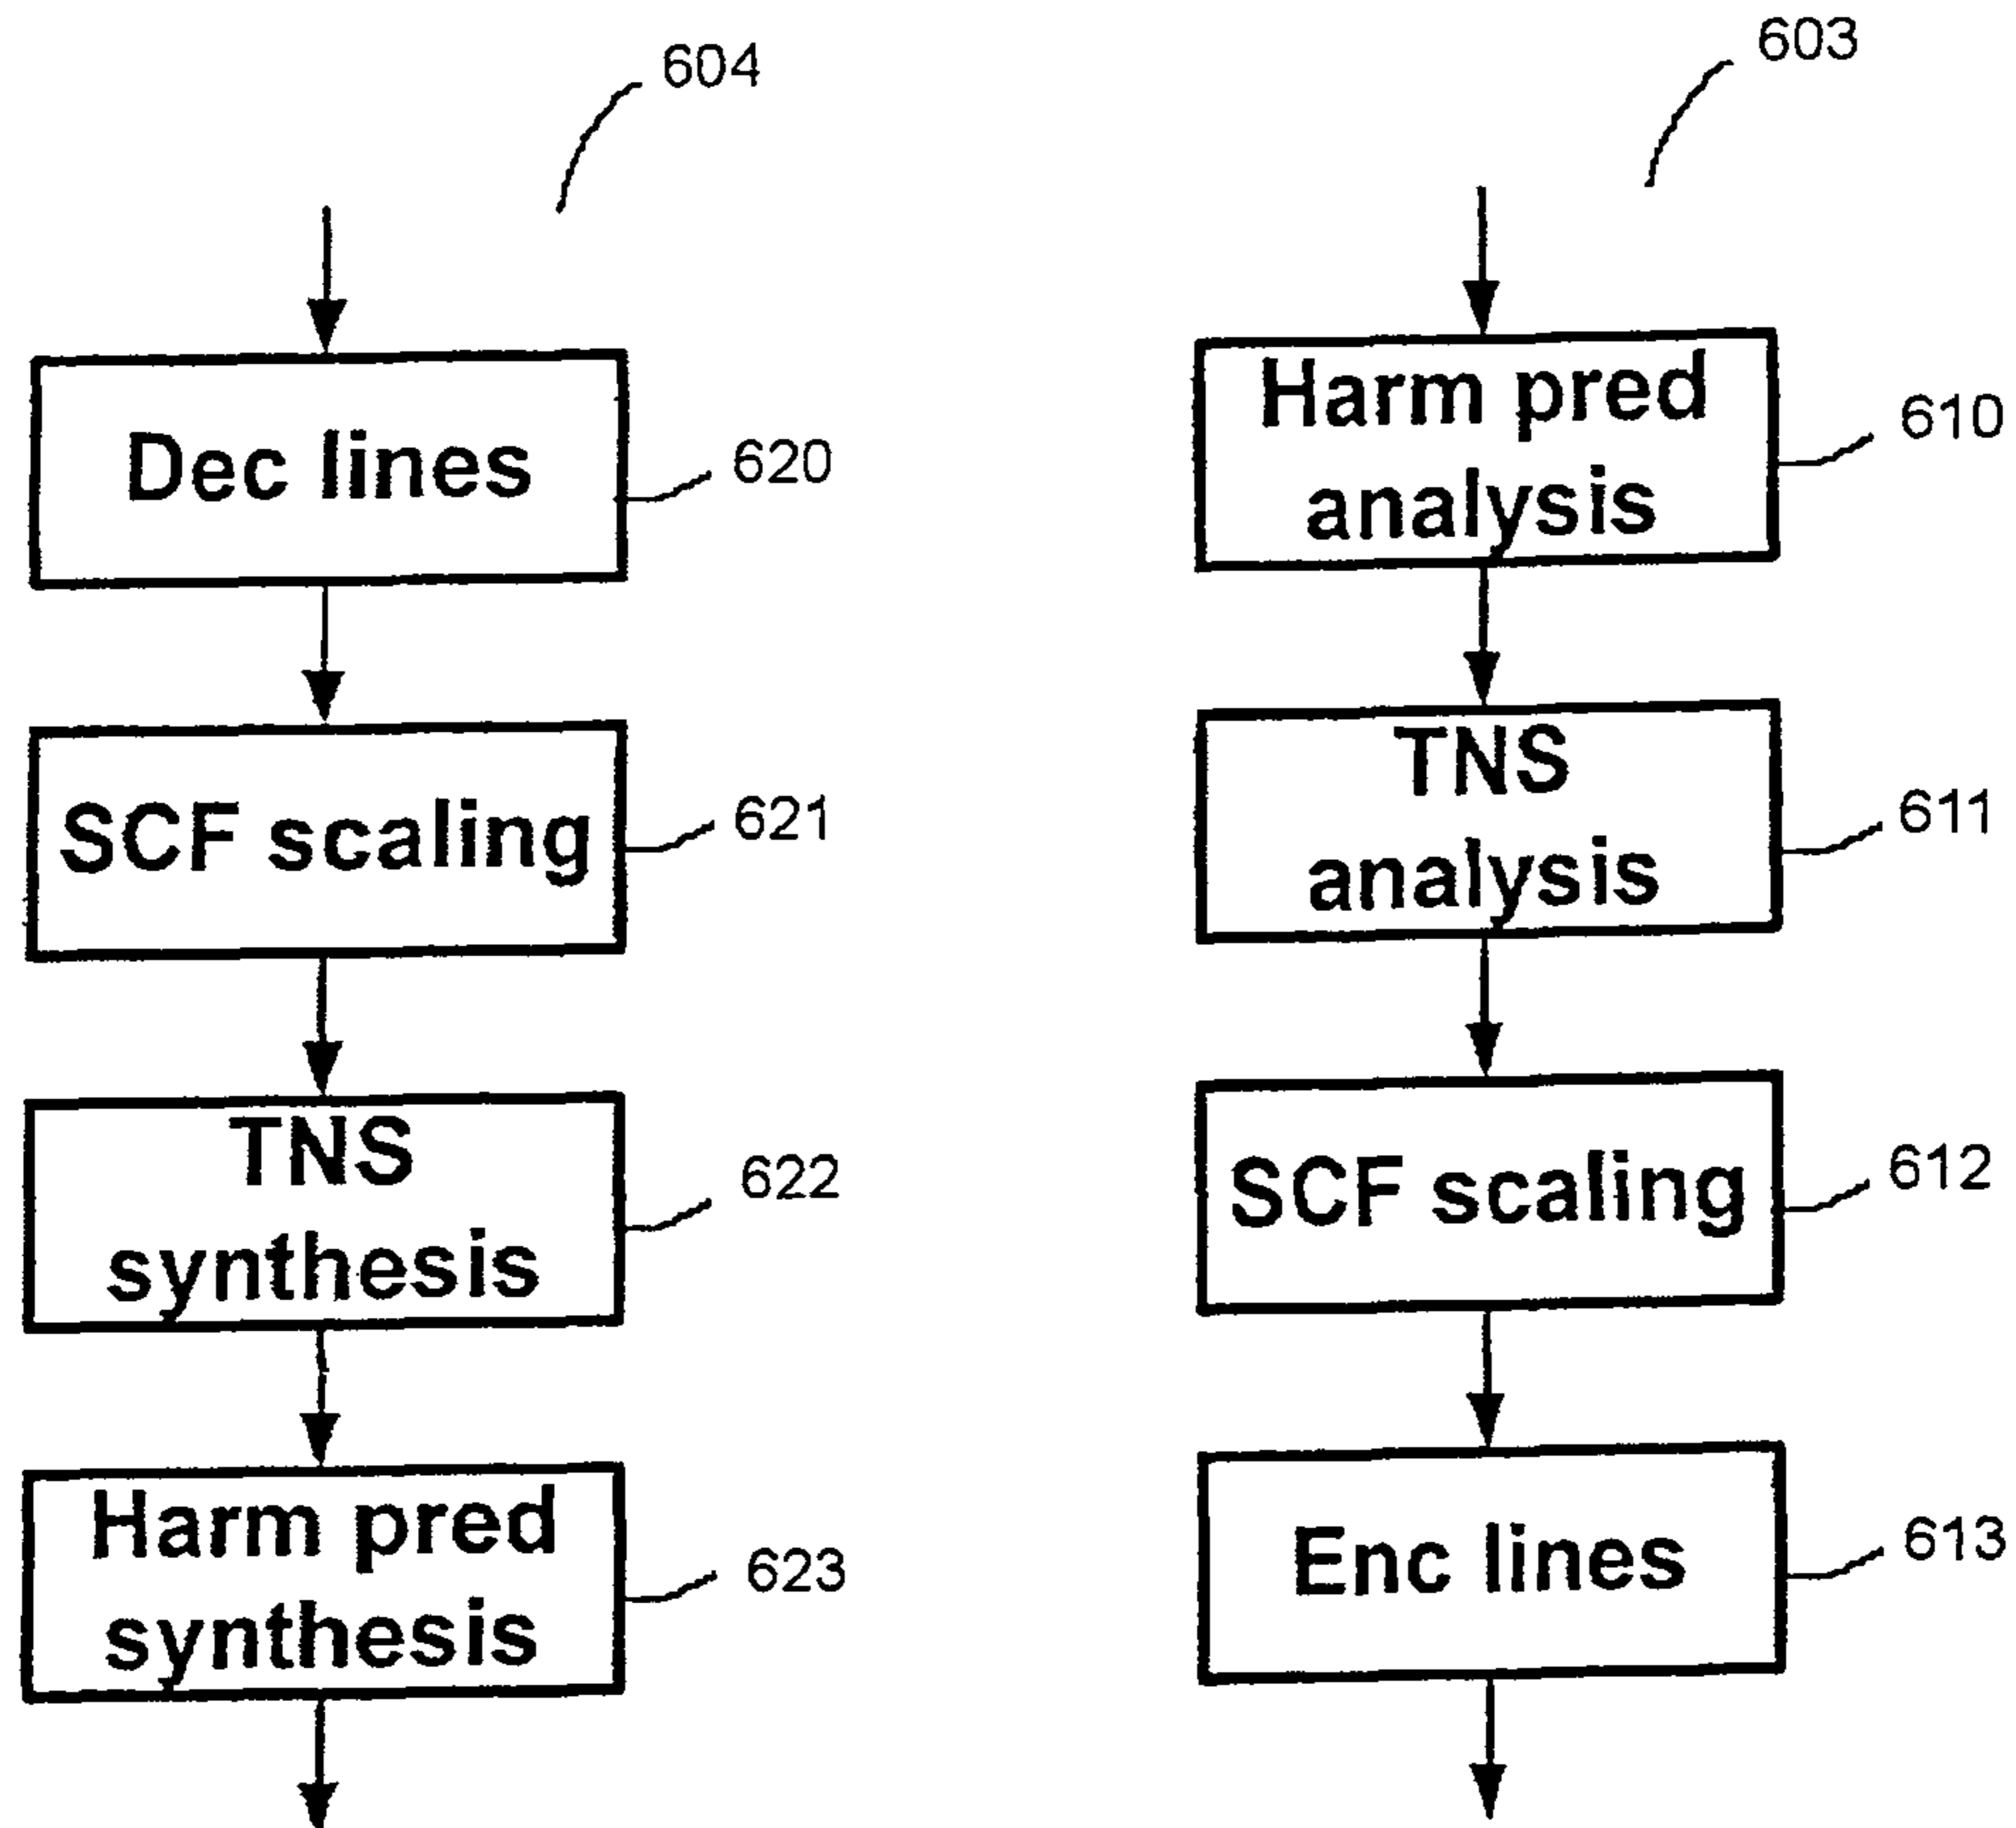 604
Dec lines
620
SCF scaling
621
TNS
synthesis
622
Harm pred
synthesis
623
603
Harm pred
analysis
610
TNS
analysis
611
SCF scaling
612
Enc lines
613